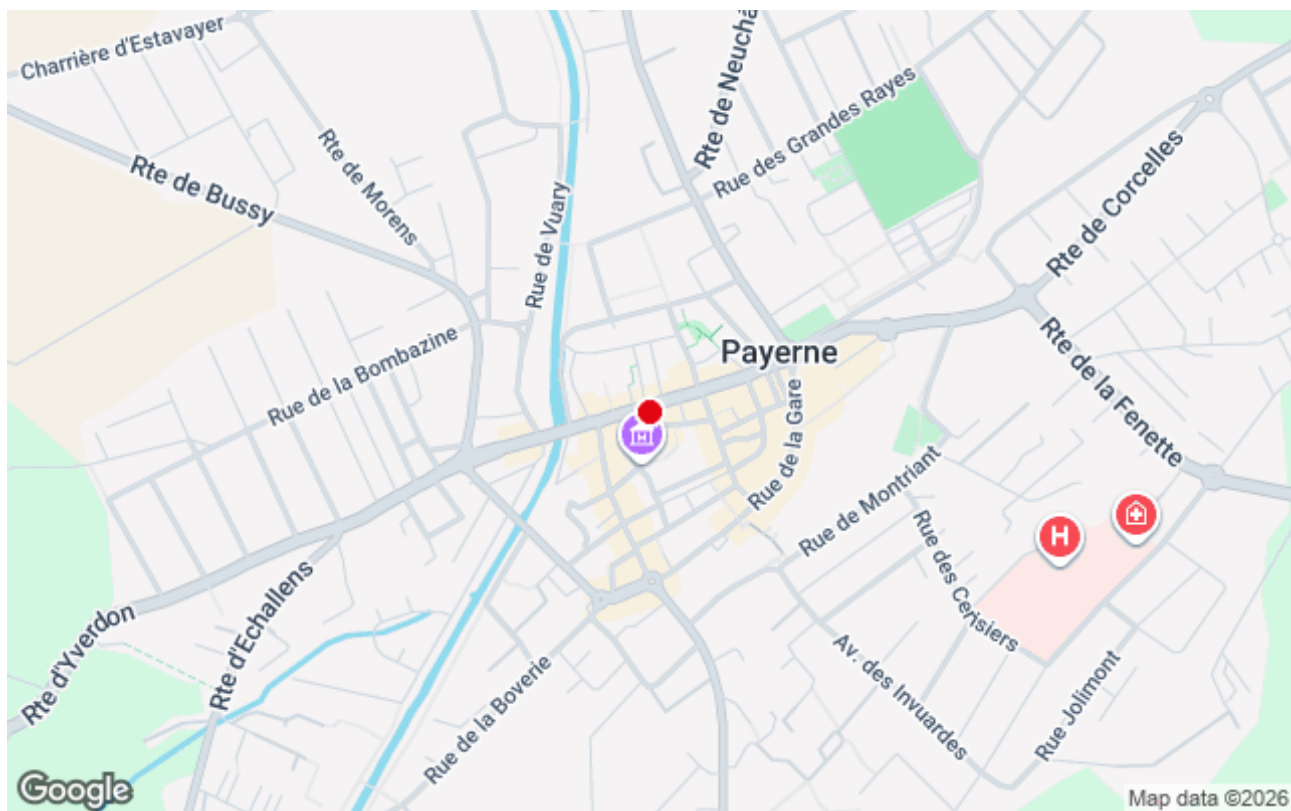 Charrière d'Estavayer
Rte de Neuchâ
Rue des Grandes Rayes
Rte de Morens
Rte de Bussy
Rue de Vuary
Rte de Corcelles
Rue de la Bombazine
Payerne
Rte de la Fenette
Rue de la Gare
Rue de Montriant
Rue des Cerisiers
H
Rte d'Echallens
Rte d'Yverdon
Rue de la Boverie
Av. des Invuardes
Rue Jolimont
Google
Map data ©2026